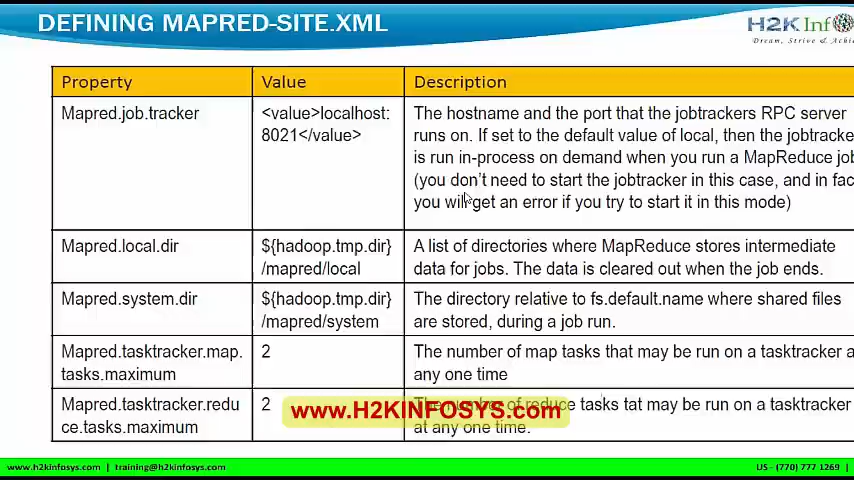 DEFINING MAPRED-SITE.XML
H2K Inf
Dream, Strive & Achi
Property Value Description
Mapred.job.tracker
<value>localhost:
8021</value>
The hostname and the port that the jobtrackers RPC server
runs on. If set to the default value of local, then the jobtracke
is run in-process on demand when you run a MapReduce job
(you don't need to start the jobtracker in this case, and in fac
you will get an error if you try to start it in this mode)
Mapred.local.dir
${hadoop.tmp.dir}
/mapred/local
A list of directories where MapReduce stores intermediate
data for jobs. The data is cleared out when the job ends.
Mapred.system.dir
${hadoop.tmp.dir}
/mapred/system
The directory relative to fs.default.name where shared files
are stored, during a job run.
Mapred.tasktracker.map.
tasks.maximum
2
The number of map tasks that may be run on a tasktracker a
any one time
Mapred.tasktracker.redu
ce.tasks.maximum
2
The number of reduce tasks tat may be run on a tasktracker
at any one time.
www.H2KINFOSYS.com
www.h2kinfosys.com | training@h2kinfosys.com
US - (770) 777 1269 |